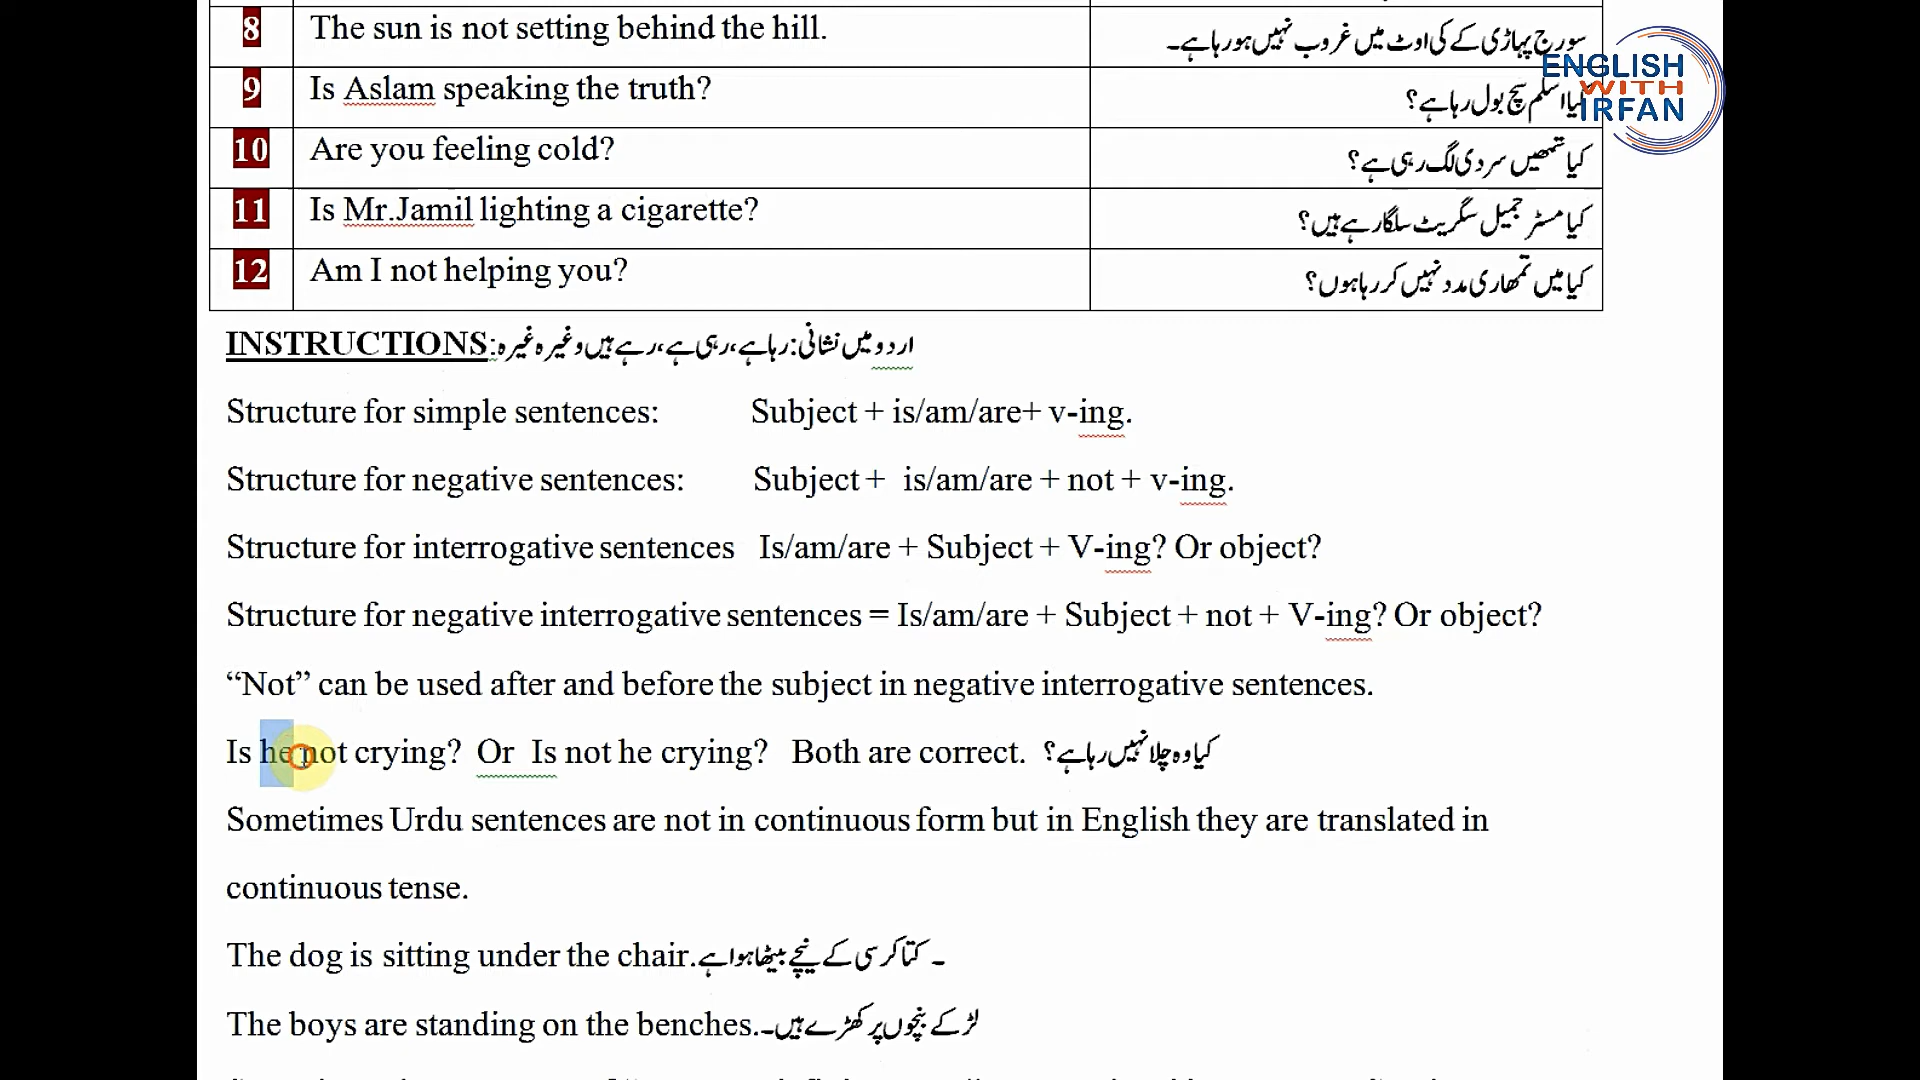 8 The sun is not setting behind the hill. سورج پہاڑی کے کی اوٹ میں غروب نہیں ہو رہا ہے۔
9 Is Aslam speaking the truth? کیا اسلم سچ بول رہا ہے؟
10 Are you feeling cold? کیا تمھیں سردی لگ رہی ہے؟
11 Is Mr.Jamil lighting a cigarette? کیا مسٹر جمیل سگریٹ سلگا رہے ہیں؟
12 Am I not helping you? کیا میں تمھاری مدد نہیں کر رہا ہوں؟
ENGLISH
WITH
IRFAN
INSTRUCTIONS: اردو میں نشانی: رہا ہے، رہی ہے، رہے ہیں وغیرہ غیرہ
Structure for simple sentences: Subject + is/am/are+ v-ing.
Structure for negative sentences: Subject + is/am/are + not + v-ing.
Structure for interrogative sentences Is/am/are + Subject + V-ing? Or object?
Structure for negative interrogative sentences = Is/am/are + Subject + not + V-ing? Or object?
“Not” can be used after and before the subject in negative interrogative sentences.
Is he not crying? Or Is not he crying? Both are correct. کیا وہ چلا نہیں رہا ہے؟
Sometimes Urdu sentences are not in continuous form but in English they are translated in
continuous tense.
The dog is sitting under the chair. کتا کرسی کے نیچے بیٹھا ہوا ہے ۔
The boys are standing on the benches. لڑکے بنچوں پر کھڑے ہیں۔